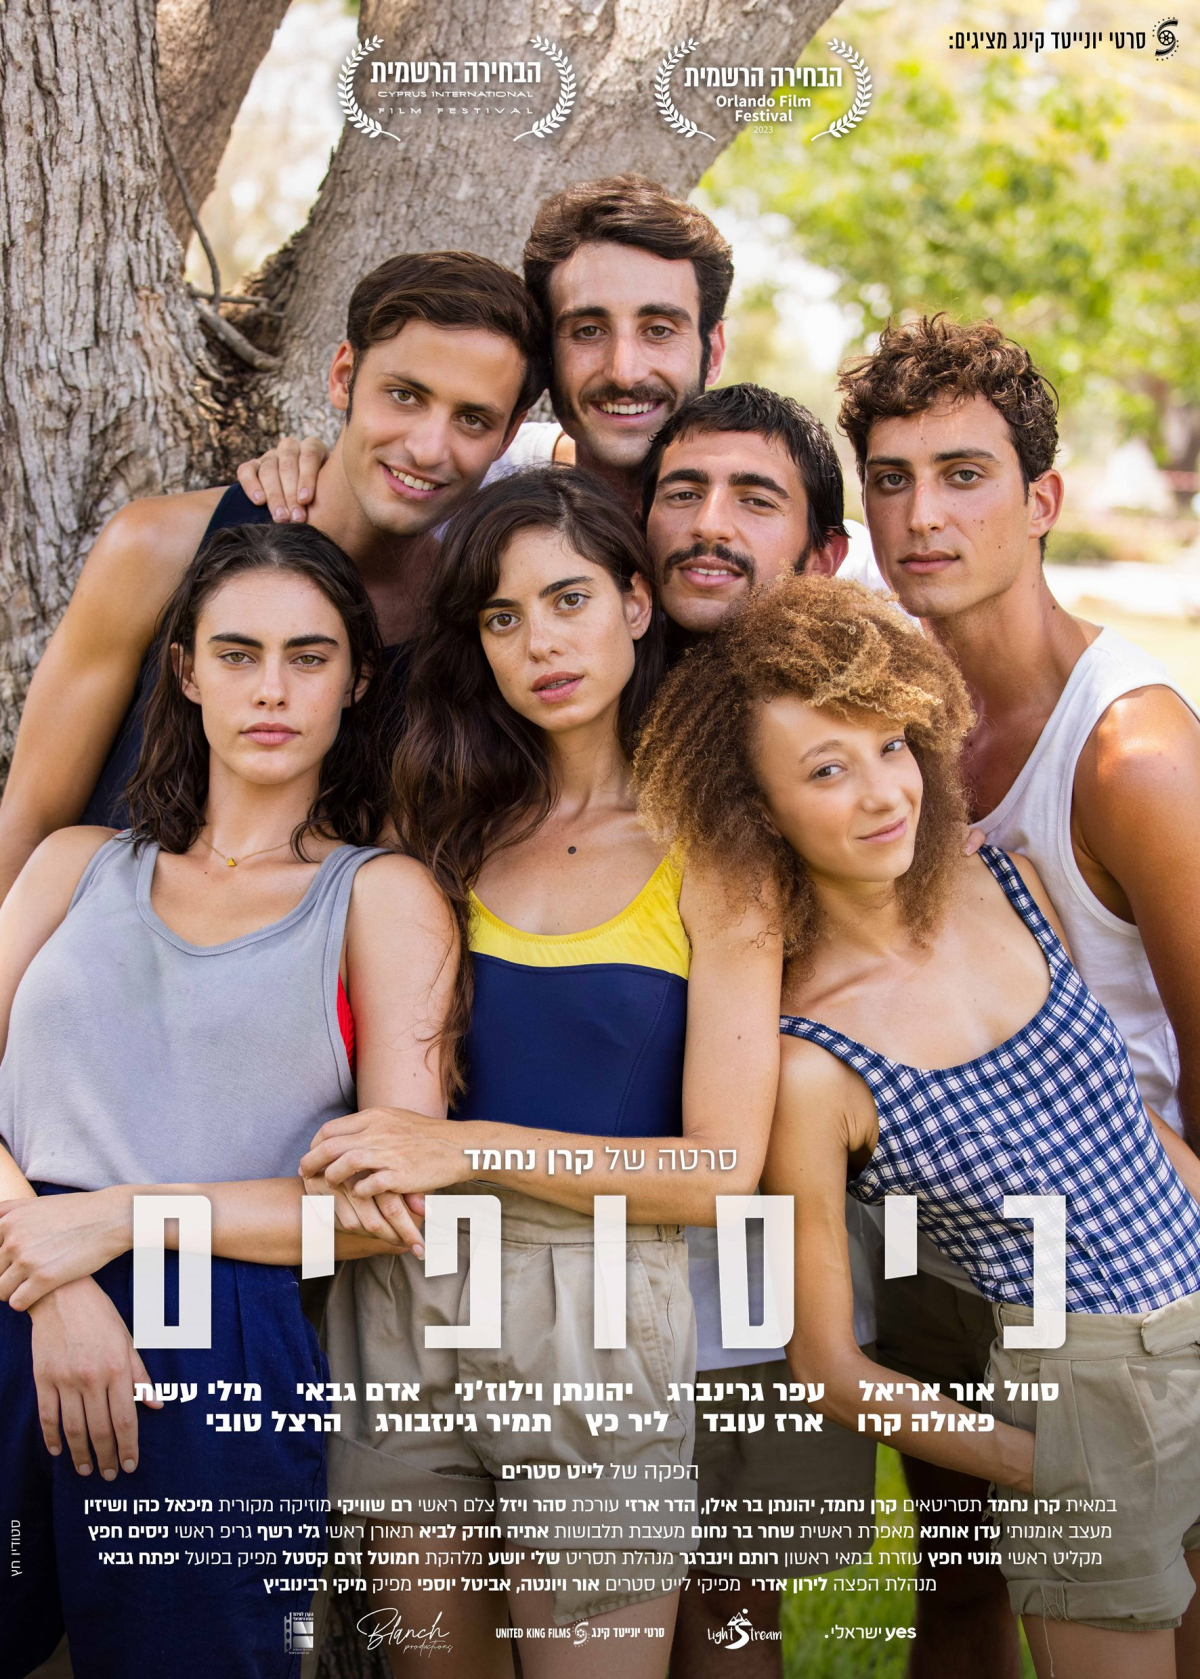 סרטי יונייטד קינג מציגים:
הבחירה הרשמית
CYPRUS INTERNATIONAL
FILM FESTIVAL
הבחירה הרשמית
Orlando Film
Festival
2023
סרטה של קרן נחמד
כיסופים
סוול אור אריאל עפר גרינברג יהונתן וילוז'ני אדם גבאי מילי עשת
פאולה קרו ארז עובד ליר כץ תמיר גינזבורג הרצל טובי
הפקה של לייט סטרים
במאית קרן נחמד תסריטאים קרן נחמד, יהונתן בר אילן, הדר ארזי עורכת סהר ויזל צלם ראשי רם שוויקי מוזיקה מקורית מיכאל כהן ושיזין
מעצב אומנותי עדן אוחנא מאפרת ראשית שחר בר נחום מעצבת תלבושות אתיה חודק לביא תאורן ראשי גלי רשף גריפ ראשי ניסים חפץ
מקליט ראשי מוטי חפץ עוזרת במאי ראשון רותם וינברגר מנהלת תסריט שלי יושע מלהקת חמוטל זרם קסטל מפיק בפועל יפתח גבאי
מנהלת הפצה לירון אדרי מפיקי לייט סטרים אור ויונטה, אביטל יוספי מפיק מיקי רבינוביץ
yes ישראלי.
Light Stream
סרטי יונייטד קינג UNITED KING FILMS
Blanch
productions
סטודיו חץ